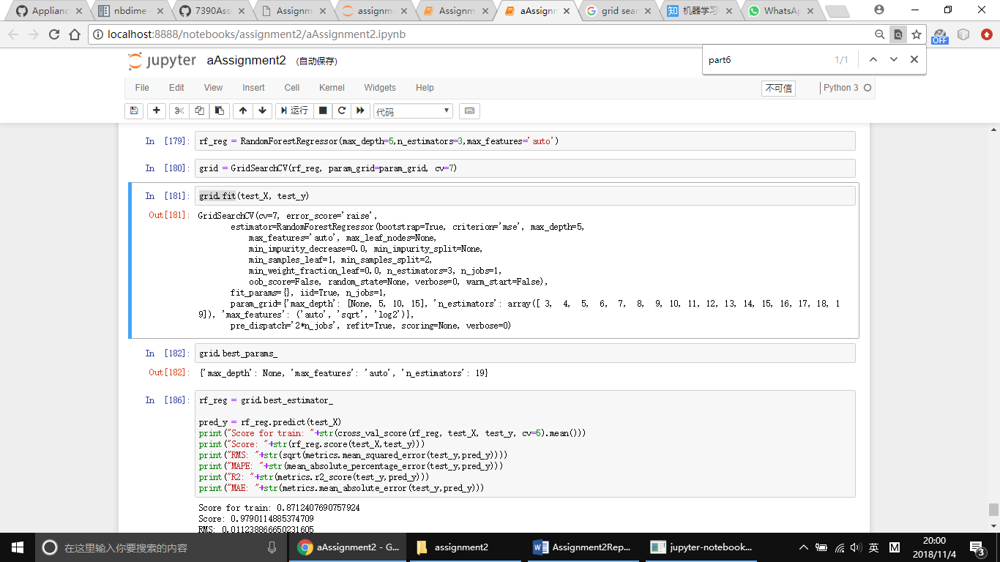 Applianc
nbdime -
7390Assi
Assignm
assignm
Assignm
aAssignm
grid sear
机器学习
WhatsAp
localhost:8888/notebooks/assignment2/aAssignment2.ipynb
OFF
jupyter aAssignment2 (自动保存)
part6 1/1
File Edit View Insert Cell Kernel Widgets Help
不可信 Python 3
运行 代码
In [179]: rf_reg = RandomForestRegressor(max_depth=5,n_estimators=3,max_features='auto')
In [180]: grid = GridSearchCV(rf_reg, param_grid=param_grid, cv=7)
In [181]: grid.fit(test_X, test_y)
Out[181]: GridSearchCV(cv=7, error_score='raise',
estimator=RandomForestRegressor(bootstrap=True, criterion='mse', max_depth=5,
max_features='auto', max_leaf_nodes=None,
min_impurity_decrease=0.0, min_impurity_split=None,
min_samples_leaf=1, min_samples_split=2,
min_weight_fraction_leaf=0.0, n_estimators=3, n_jobs=1,
oob_score=False, random_state=None, verbose=0, warm_start=False),
fit_params={}, iid=True, n_jobs=1,
param_grid={'max_depth': [None, 5, 10, 15], 'n_estimators': array([ 3, 4, 5, 6, 7, 8, 9, 10, 11, 12, 13, 14, 15, 16, 17, 18, 1
9]), 'max_features': ('auto', 'sqrt', 'log2')},
pre_dispatch='2*n_jobs', refit=True, scoring=None, verbose=0)
In [182]: grid.best_params_
Out[182]: {'max_depth': None, 'max_features': 'auto', 'n_estimators': 19}
In [186]: rf_reg = grid.best_estimator_
pred_y = rf_reg.predict(test_X)
print("Score for train: "+str(cross_val_score(rf_reg, test_X, test_y, cv=5).mean()))
print("Score: "+str(rf_reg.score(test_X,test_y)))
print("RMS: "+str(sqrt(metrics.mean_squared_error(test_y,pred_y))))
print("MAPE: "+str(mean_absolute_percentage_error(test_y,pred_y)))
print("R2: "+str(metrics.r2_score(test_y,pred_y)))
print("MAE: "+str(metrics.mean_absolute_error(test_y,pred_y)))
Score for train: 0.8712407690757924
Score: 0.9790114885374709
RMS: 0.011238866650231605
在这里输入你要搜索的内容
aAssignment2 - G...
assignment2
Assignment2Rep...
jupyter-notebook...
英 M
20:00
2018/11/4
3